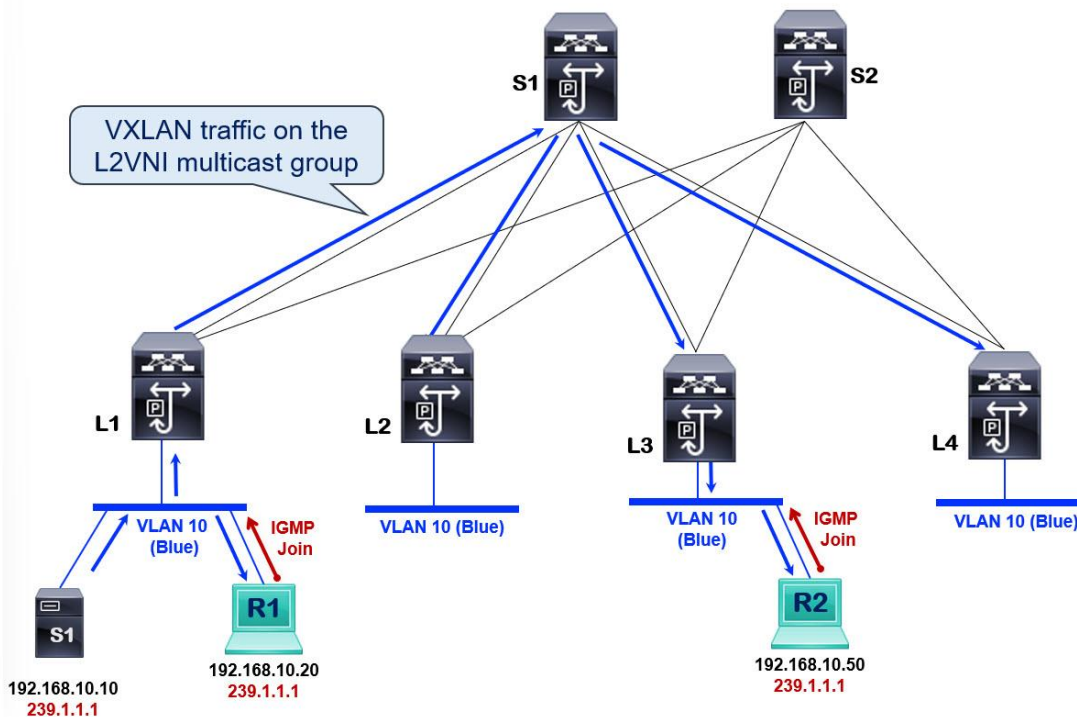 S1
S2
VXLAN traffic on the
L2VNI multicast group
L1
L2
L3
L4
VLAN 10
(Blue)
IGMP
Join
VLAN 10 (Blue)
VLAN 10
(Blue)
IGMP
Join
VLAN 10 (Blue)
S1
R1
R2
192.168.10.10
239.1.1.1
192.168.10.20
239.1.1.1
192.168.10.50
239.1.1.1
P
P
P
P
P
P